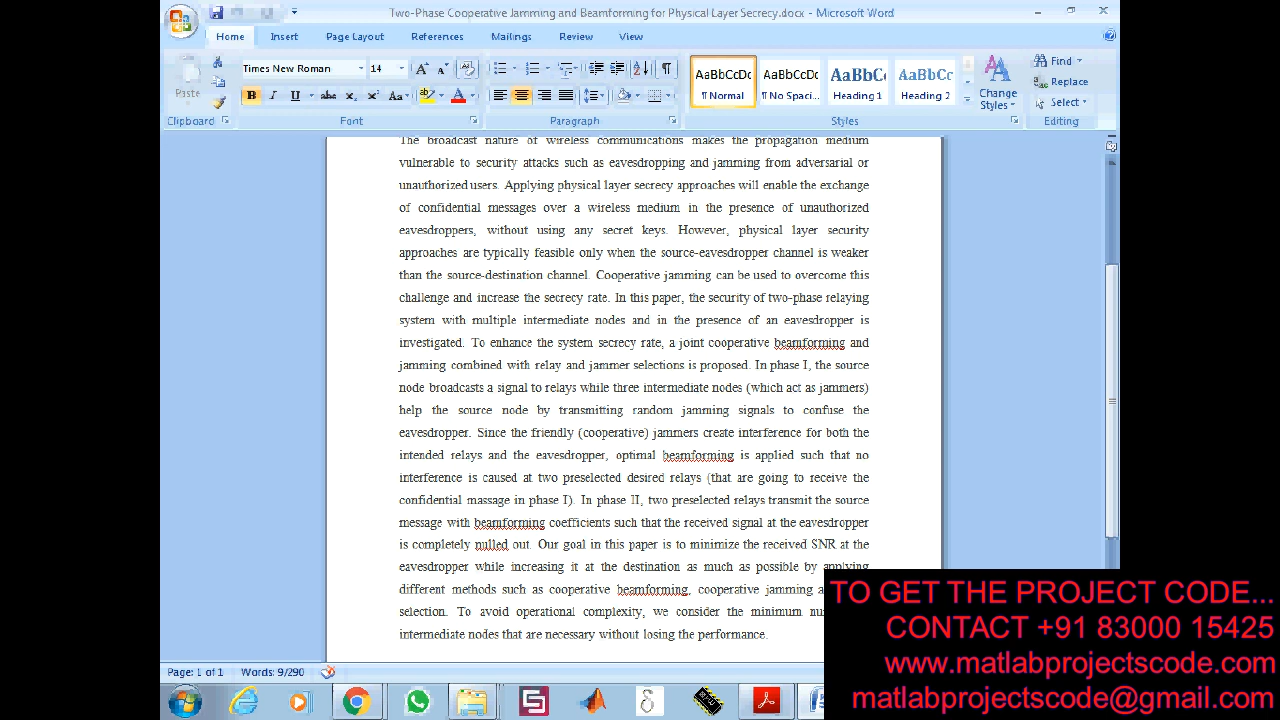 Two-Phase Cooperative Jamming and Beamforming for Physical Layer Secrecy.docx - Microsoft Word
Home Insert Page Layout References Mailings Review View
Times New Roman 14 Find
AaBbCcDc AaBbCcDc AaBbCc AaBbCc
Paste Replace
¶ Normal ¶ No Spaci... Heading 1 Heading 2 Change Styles Select
Clipboard Font Paragraph Styles Editing
broadcast nature of wireless communications makes the propagation medium
vulnerable to security attacks such as eavesdropping and jamming from adversarial or
unauthorized users. Applying physical layer secrecy approaches will enable the exchange
of confidential messages over a wireless medium in the presence of unauthorized
eavesdroppers, without using any secret keys. However, physical layer security
approaches are typically feasible only when the source-eavesdropper channel is weaker
than the source-destination channel. Cooperative jamming can be used to overcome this
challenge and increase the secrecy rate. In this paper, the security of two-phase relaying
system with multiple intermediate nodes and in the presence of an eavesdropper is
investigated. To enhance the system secrecy rate, a joint cooperative beamforming and
jamming combined with relay and jammer selections is proposed. In phase I, the source
node broadcasts a signal to relays while three intermediate nodes (which act as jammers)
help the source node by transmitting random jamming signals to confuse the
eavesdropper. Since the friendly (cooperative) jammers create interference for both the
intended relays and the eavesdropper, optimal beamforming is applied such that no
interference is caused at two preselected desired relays (that are going to receive the
confidential massage in phase I). In phase II, two preselected relays transmit the source
message with beamforming coefficients such that the received signal at the eavesdropper
is completely nulled out. Our goal in this paper is to minimize the received SNR at the
eavesdropper while increasing it at the destination as much as possible by applying
different methods such as cooperative beamforming, cooperative jamming
selection. To avoid operational complexity, we consider the minimum
intermediate nodes that are necessary without losing the performance.
Page: 1 of 1 Words: 9/290
TO GET THE PROJECT CODE...
CONTACT +91 83000 15425
www.matlabprojectscode.com
matlabprojectscode@gmail.com